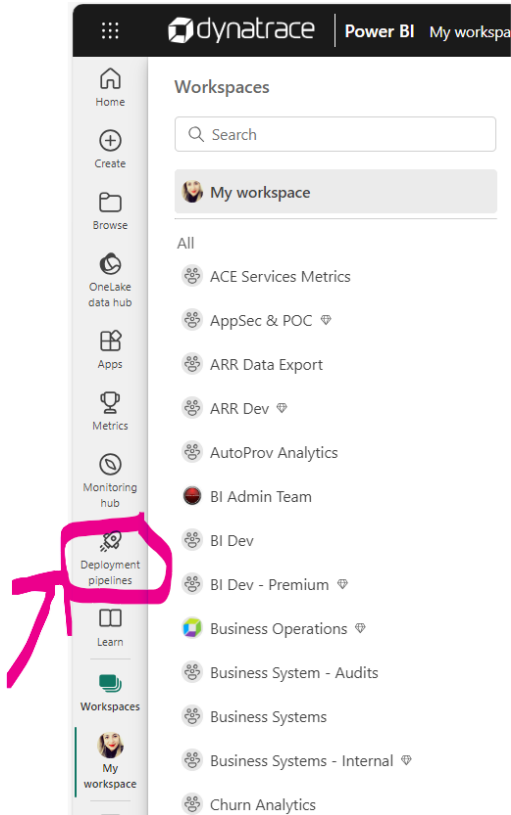 dynatrace Power BI My workspa
Home
Create
Browse
OneLake
data hub
Apps
Metrics
Monitoring
hub
Deployment
pipelines
Learn
Workspaces
My
workspace
Workspaces
Search
My workspace
All
ACE Services Metrics
AppSec & POC
ARR Data Export
ARR Dev
AutoProv Analytics
BI Admin Team
BI Dev
BI Dev - Premium
Business Operations
Business System - Audits
Business Systems
Business Systems - Internal
Churn Analytics